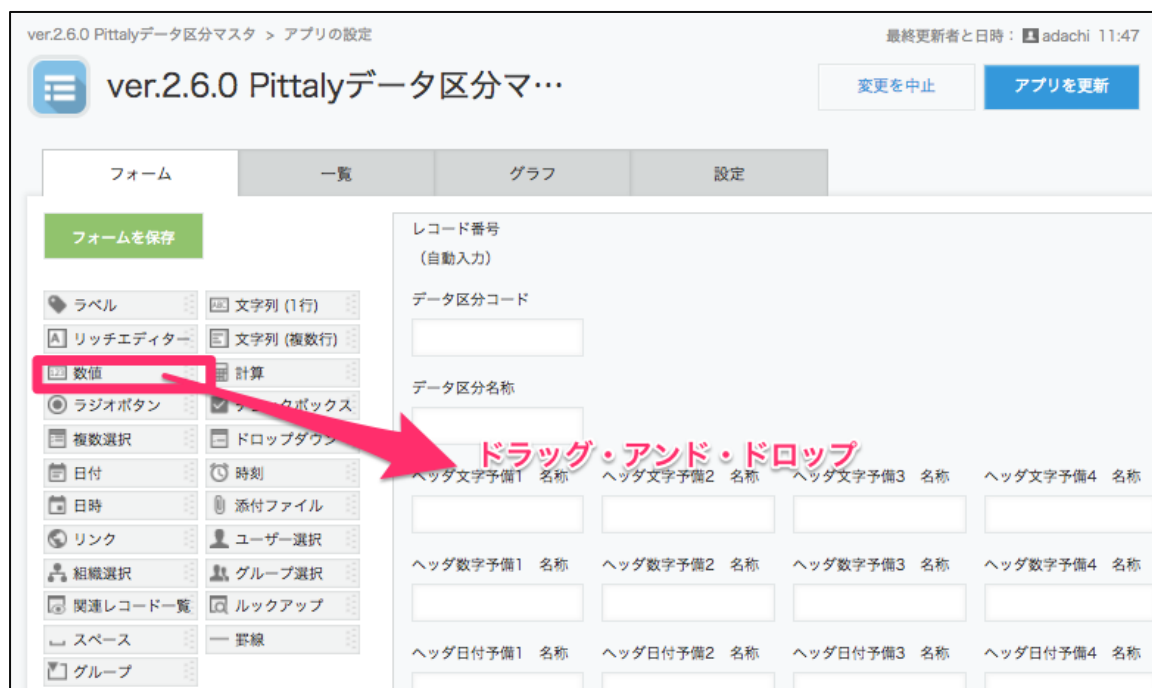 ver.2.6.0 Pittalyデータ区分マスタ > アプリの設定
最終更新者と日時： adachi 11:47
ver.2.6.0 Pittalyデータ区分マ…
変更を中止
アプリを更新
フォーム
一覧
グラフ
設定
フォームを保存
ラベル
ABC 文字列 (1行)
A リッチエディター
文字列 (複数行)
123 数値
計算
ラジオボタン
チェックボックス
複数選択
ドロップダウン
日付
時刻
日時
添付ファイル
リンク
ユーザー選択
組織選択
グループ選択
関連レコード一覧
ルックアップ
スペース
罫線
グループ
レコード番号
（自動入力）
データ区分コード
データ区分名称
ドラッグ・アンド・ドロップ
ヘッダ文字予備1 名称 ヘッダ文字予備2 名称 ヘッダ文字予備3 名称 ヘッダ文字予備4 名称
ヘッダ数字予備1 名称 ヘッダ数字予備2 名称 ヘッダ数字予備3 名称 ヘッダ数字予備4 名称
ヘッダ日付予備1 名称 ヘッダ日付予備2 名称 ヘッダ日付予備3 名称 ヘッダ日付予備4 名称